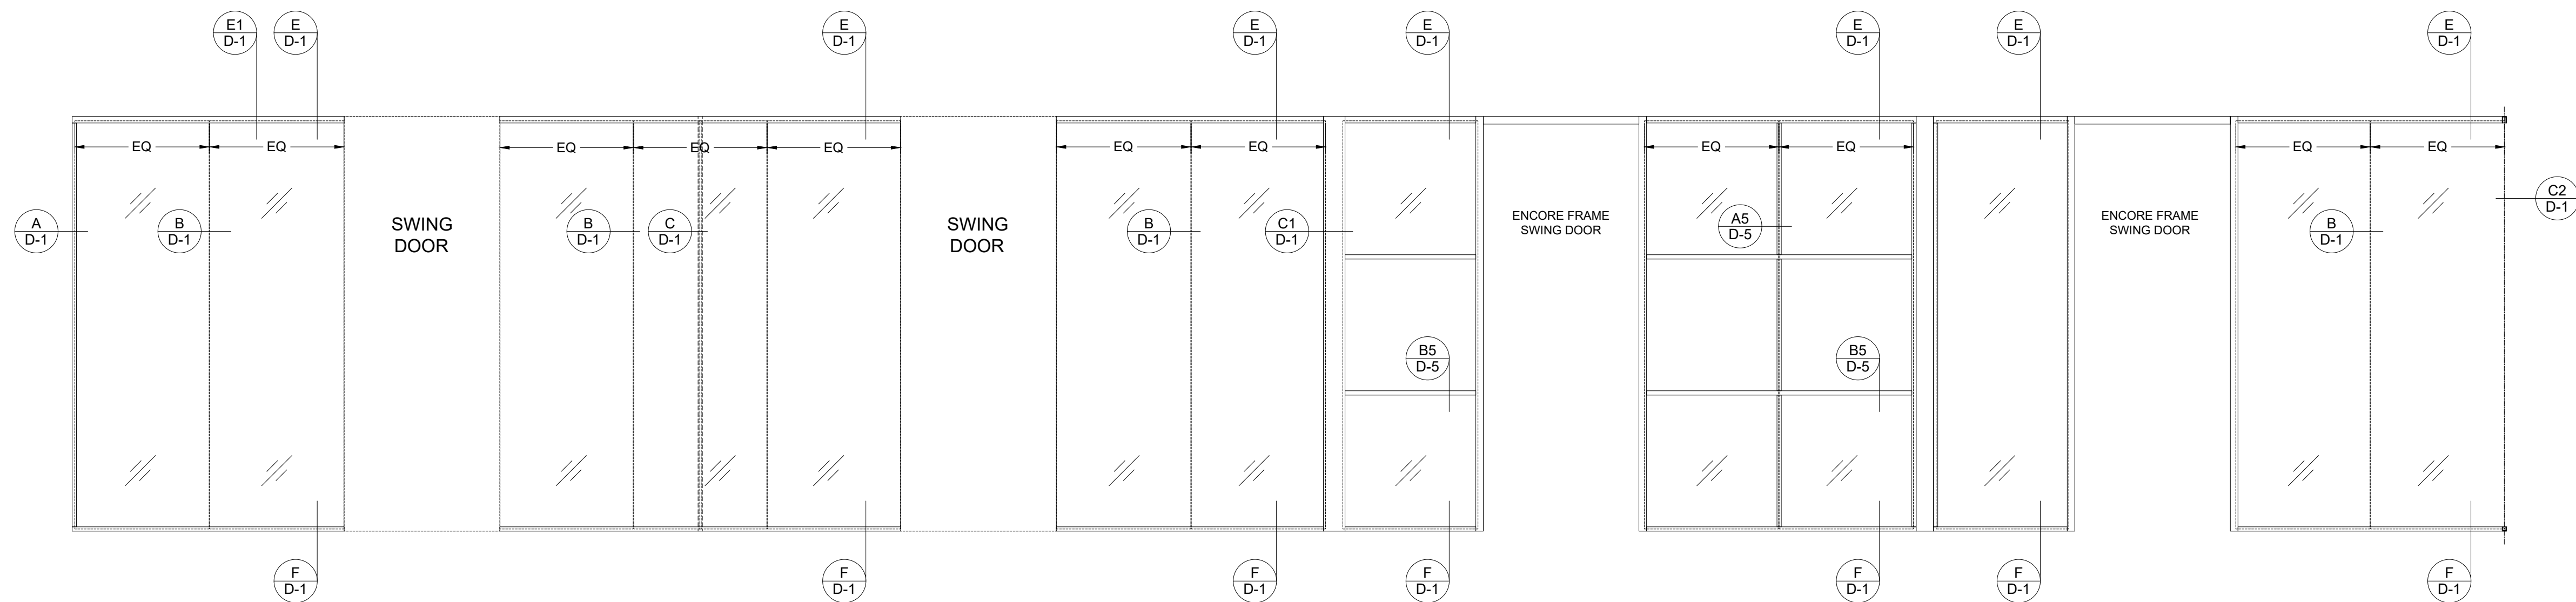 E1
D-1
E
D-1
E
D-1
E
D-1
E
D-1
E
D-1
E
D-1
E
D-1
EQ
EQ
EQ
EQ
EQ
EQ
EQ
EQ
EQ
EQ
EQ
A
D-1
B
D-1
SWING
DOOR
B
D-1
C
D-1
SWING
DOOR
B
D-1
C1
D-1
ENCORE FRAME
SWING DOOR
A5
D-5
ENCORE FRAME
SWING DOOR
B
D-1
C2
D-1
B5
D-5
B5
D-5
F
D-1
F
D-1
F
D-1
F
D-1
F
D-1
F
D-1
F
D-1